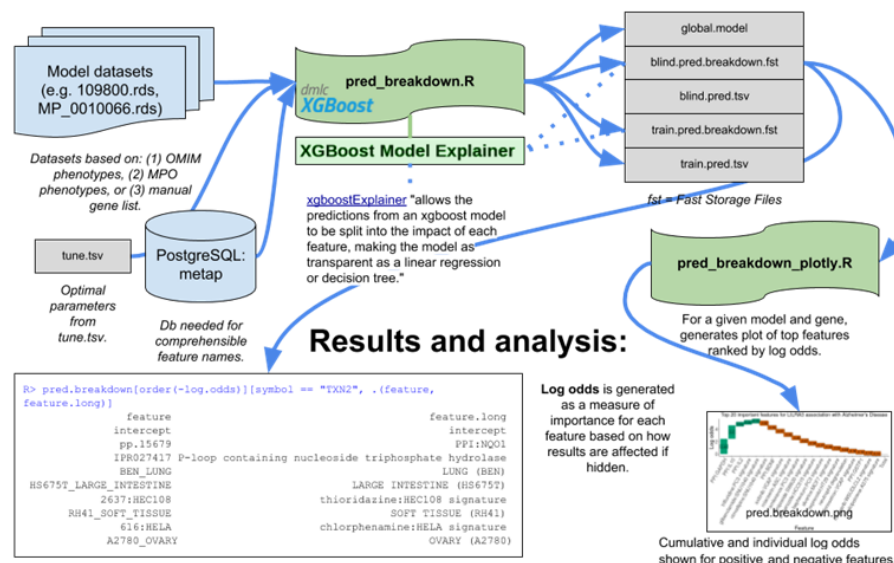 Model datasets
(e.g. 109800.rds,
MP_0010066.rds)
Datasets based on: (1) OMIM
phenotypes, (2) MPO
phenotypes, or (3) manual
gene list.
tune.tsv
Optimal
parameters
from
tune.tsv.
PostgreSQL:
metap
Db needed for
comprehensible
feature names.
pred_breakdown.R
dmlc
XGBoost
XGBoost Model Explainer
xgboostExplainer "allows the
predictions from an xgboost model
to be split into the impact of each
feature, making the model as
transparent as a linear regression
or decision tree."
global.model
blind.pred.breakdown.fst
blind.pred.tsv
train.pred.breakdown.fst
train.pred.tsv
fst = Fast Storage Files
pred_breakdown_plotly.R
For a given model and gene,
generates plot of top features
ranked by log odds.
Results and analysis:
R> pred.breakdown[order(-log.odds)][symbol == "TXN2", .(feature,
feature.long)]
feature feature.long
intercept intercept
pp.15679 PPI:NQO1
IPR027417 P-loop containing nucleoside triphosphate hydrolase
BEN_LUNG LUNG (BEN)
HS675T_LARGE_INTESTINE LARGE INTESTINE (HS675T)
2637:HEC108 thioridazine:HEC108 signature
RH41_SOFT_TISSUE SOFT TISSUE (RH41)
616:HELA chlorphenamine:HELA signature
A2780_OVARY OVARY (A2780)
Log odds is generated
as a measure of
importance for each
feature based on how
results are affected if
hidden.
Log odds
pred.breakdown.png
Feature
Cumulative and individual log odds
shown for positive and negative features